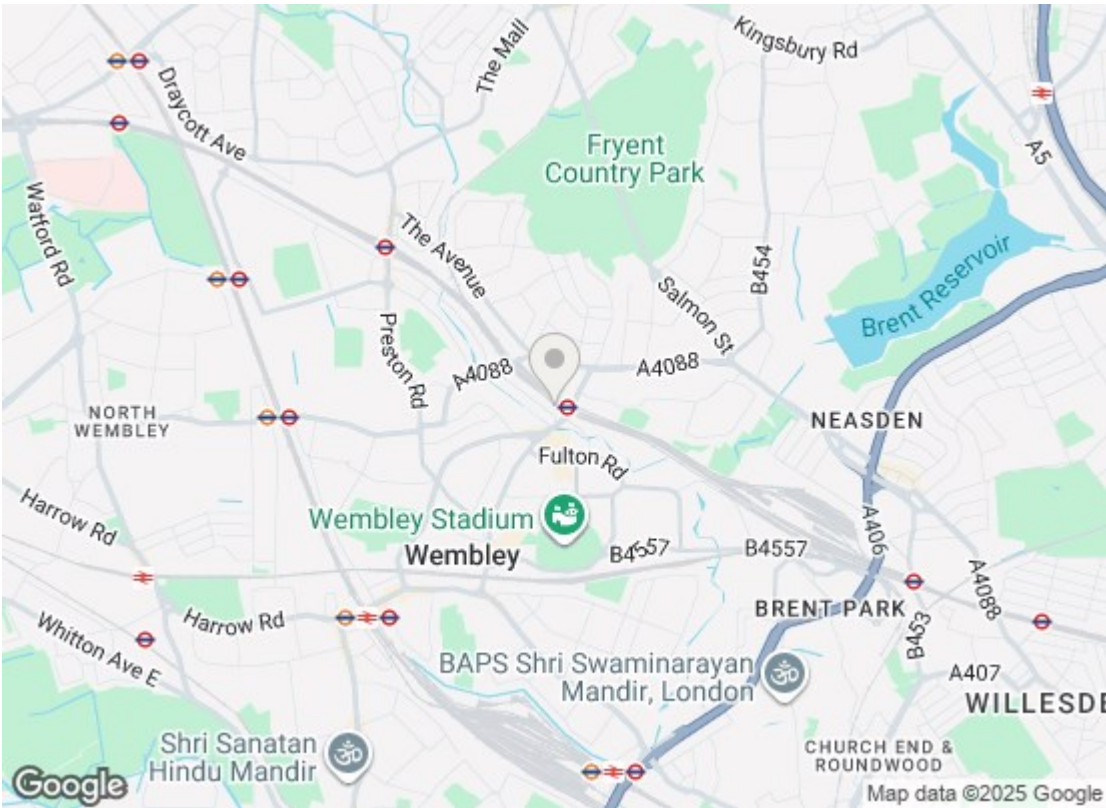 Kingsbury Rd
The Mall
Draycott Ave
A5
Fryent
Country Park
Watford Rd
The Avenue
B454
Brent Reservoir
Salmon St
Preston Rd
A4088
A4088
NORTH
WEMBLEY
NEASDEN
Fulton Rd
Harrow Rd
Wembley Stadium
Wembley
B4557
B4557
A406
A4088
Harrow Rd
BRENT PARK
B453
Whitton Ave E
BAPS Shri Swaminarayan
Mandir, London
A407
WILLESDE
Shri Sanatan
Hindu Mandir
CHURCH END &
ROUNDWOOD
Google
Map data ©2025 Google